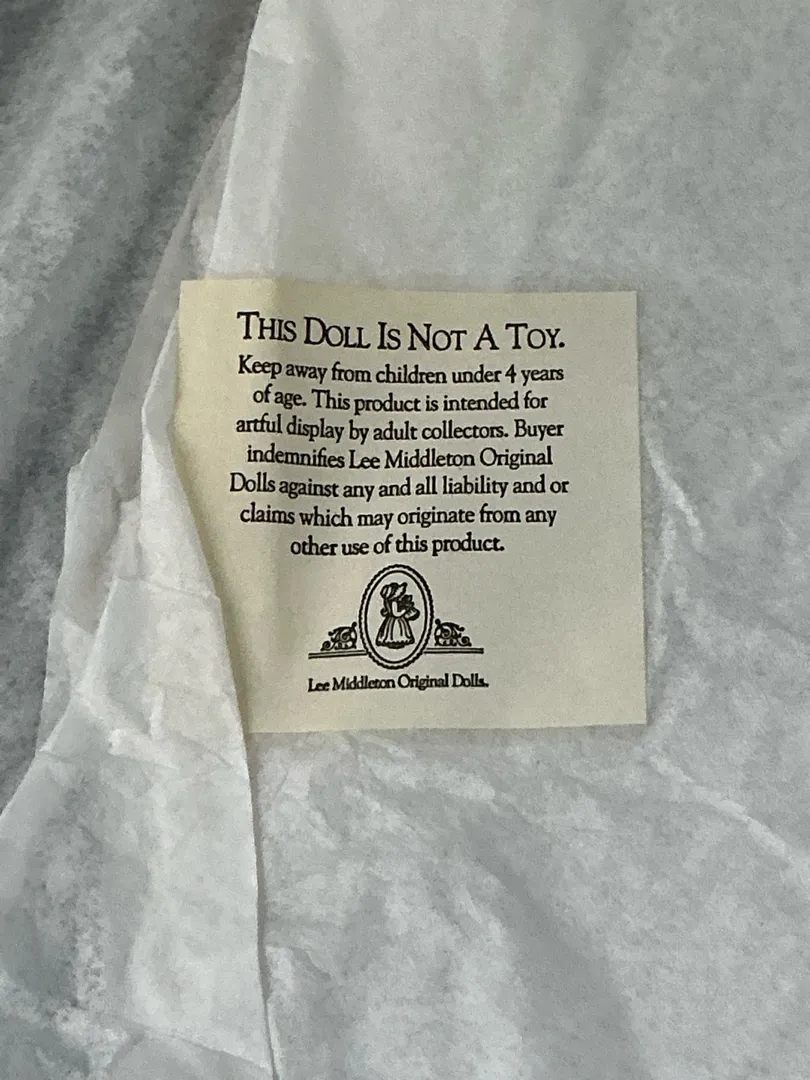 THIS DOLL IS NOT A TOY.
Keep away from children under 4 years
of age. This product is intended for
artful display by adult collectors. Buyer
indemnifies Lee Middleton Original
Dolls against any and all liability and or
claims which may originate from any
other use of this product.
Lee Middleton Original Dolls.